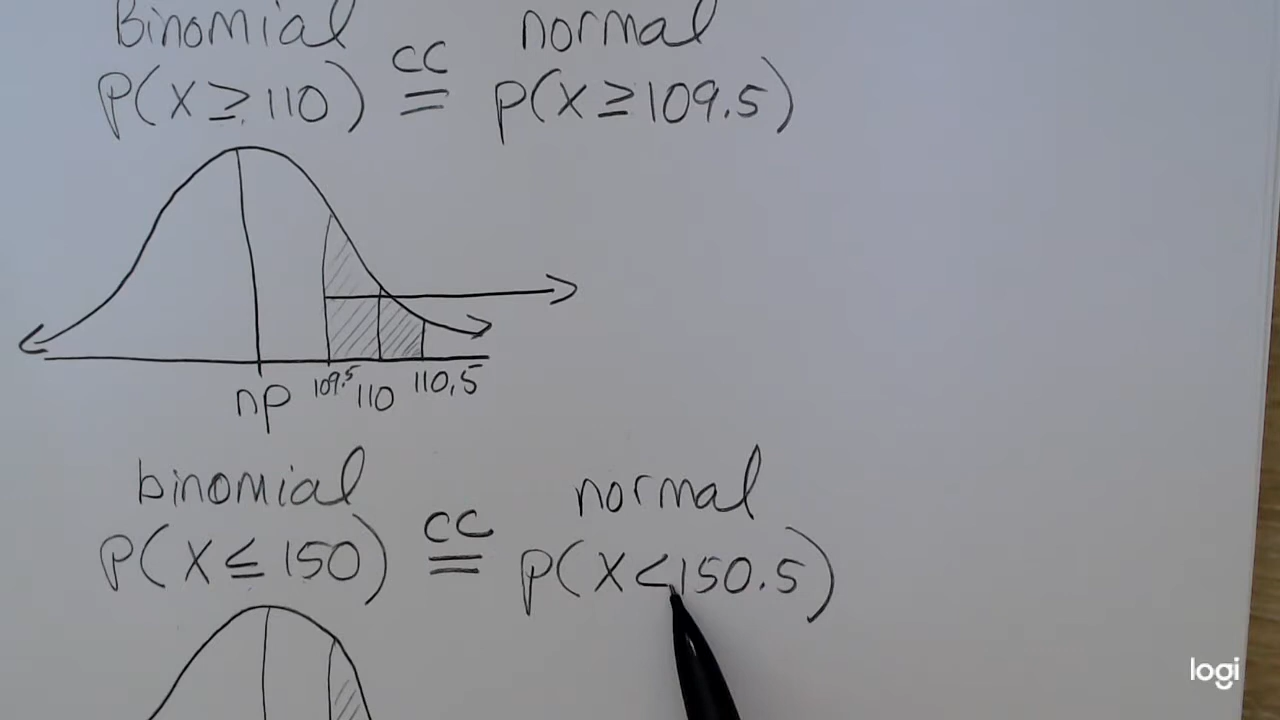 Binomial CC normal
P(X ≥ 110) = P(X ≥ 109.5)
np 109.5 110 110.5
binomial CC normal
P(X ≤ 150) = P(X < 150.5)
logi